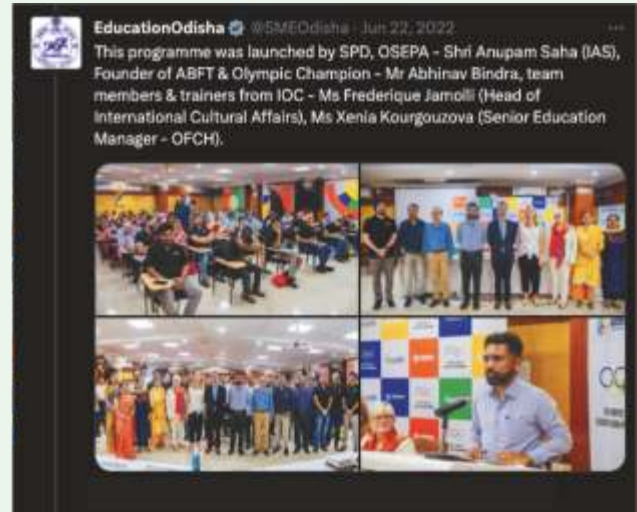 EducationOdisha @SMEOdisha · Jun 22, 2022
This programme was launched by SPD, OSEPA - Shri Anupam Saha (IAS),
Founder of ABFT & Olympic Champion - Mr Abhinav Bindra, team
members & trainers from IOC - Ms Frederique Jamolli (Head of
International Cultural Affairs), Ms Xenia Kourgouzova (Senior Education
Manager - OFCH).